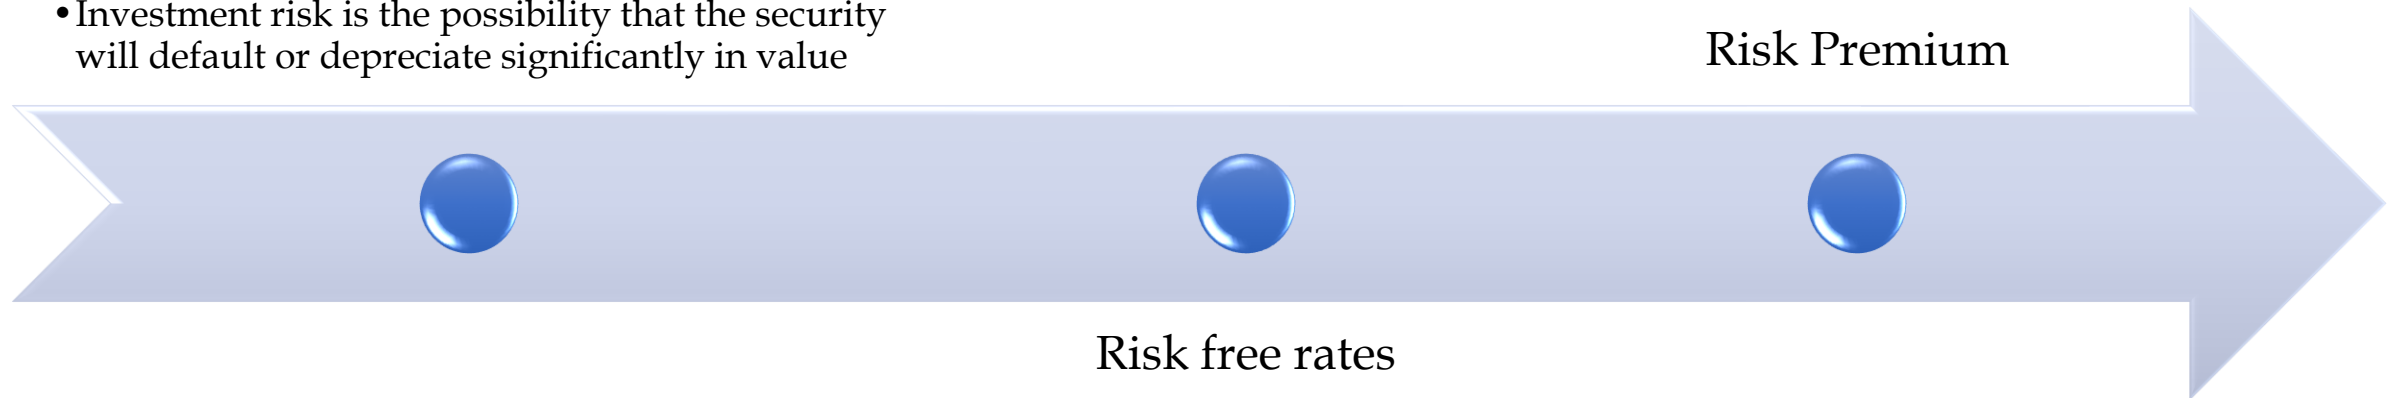 •Investment risk is the possibility that the security
will default or depreciate significantly in value
Risk Premium
Risk free rates